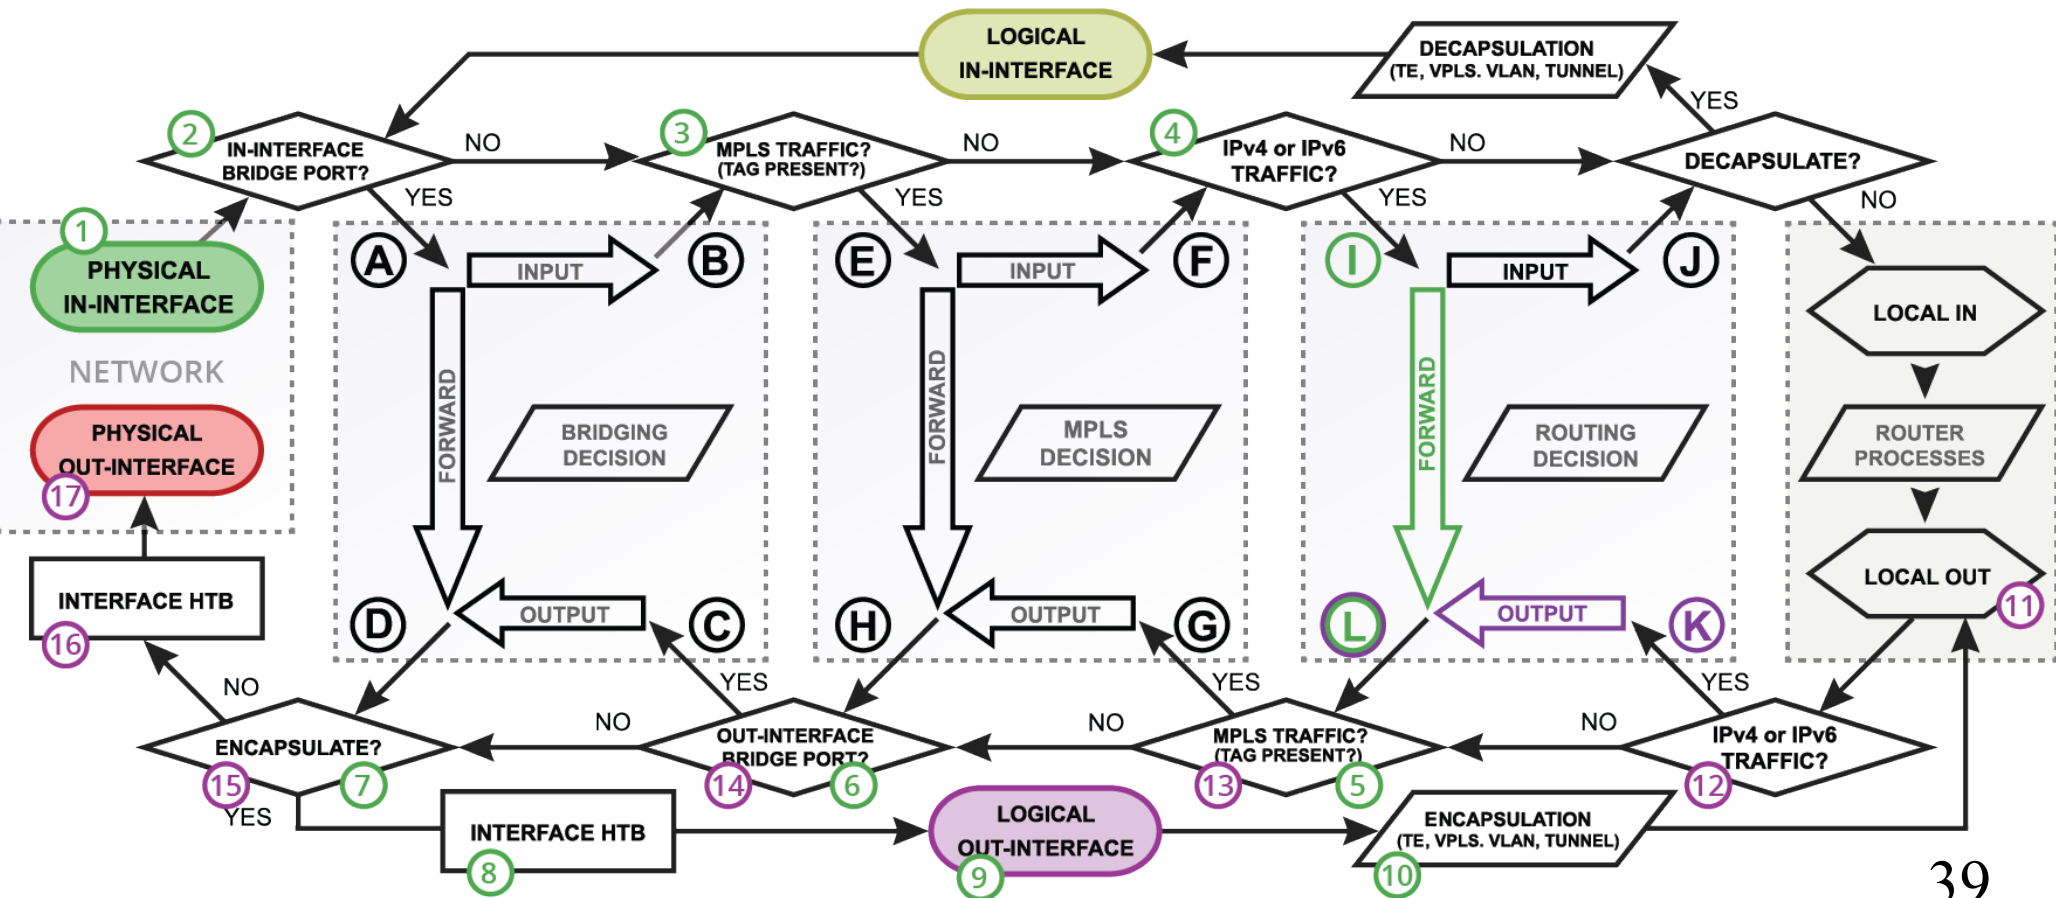 LOGICAL
IN-INTERFACE
DECAPSULATION
(TE, VPLS. VLAN, TUNNEL)
YES
2
IN-INTERFACE
BRIDGE PORT?
NO
3
MPLS TRAFFIC?
(TAG PRESENT?)
NO
4
IPv4 or IPv6
TRAFFIC?
NO
DECAPSULATE?
YES
YES
YES
NO
1
PHYSICAL
IN-INTERFACE
NETWORK
PHYSICAL
OUT-INTERFACE
17
INTERFACE HTB
16
A
INPUT
B
FORWARD
BRIDGING
DECISION
D
OUTPUT
C
E
INPUT
F
FORWARD
MPLS
DECISION
H
OUTPUT
G
I
INPUT
J
FORWARD
ROUTING
DECISION
L
OUTPUT
K
LOCAL IN
ROUTER
PROCESSES
LOCAL OUT
11
NO
YES
YES
YES
ENCAPSULATE?
15
7
YES
NO
OUT-INTERFACE
BRIDGE PORT?
14
6
NO
MPLS TRAFFIC?
(TAG PRESENT?)
13
5
NO
IPv4 or IPv6
TRAFFIC?
12
INTERFACE HTB
8
LOGICAL
OUT-INTERFACE
9
ENCAPSULATION
(TE, VPLS. VLAN, TUNNEL)
10
39